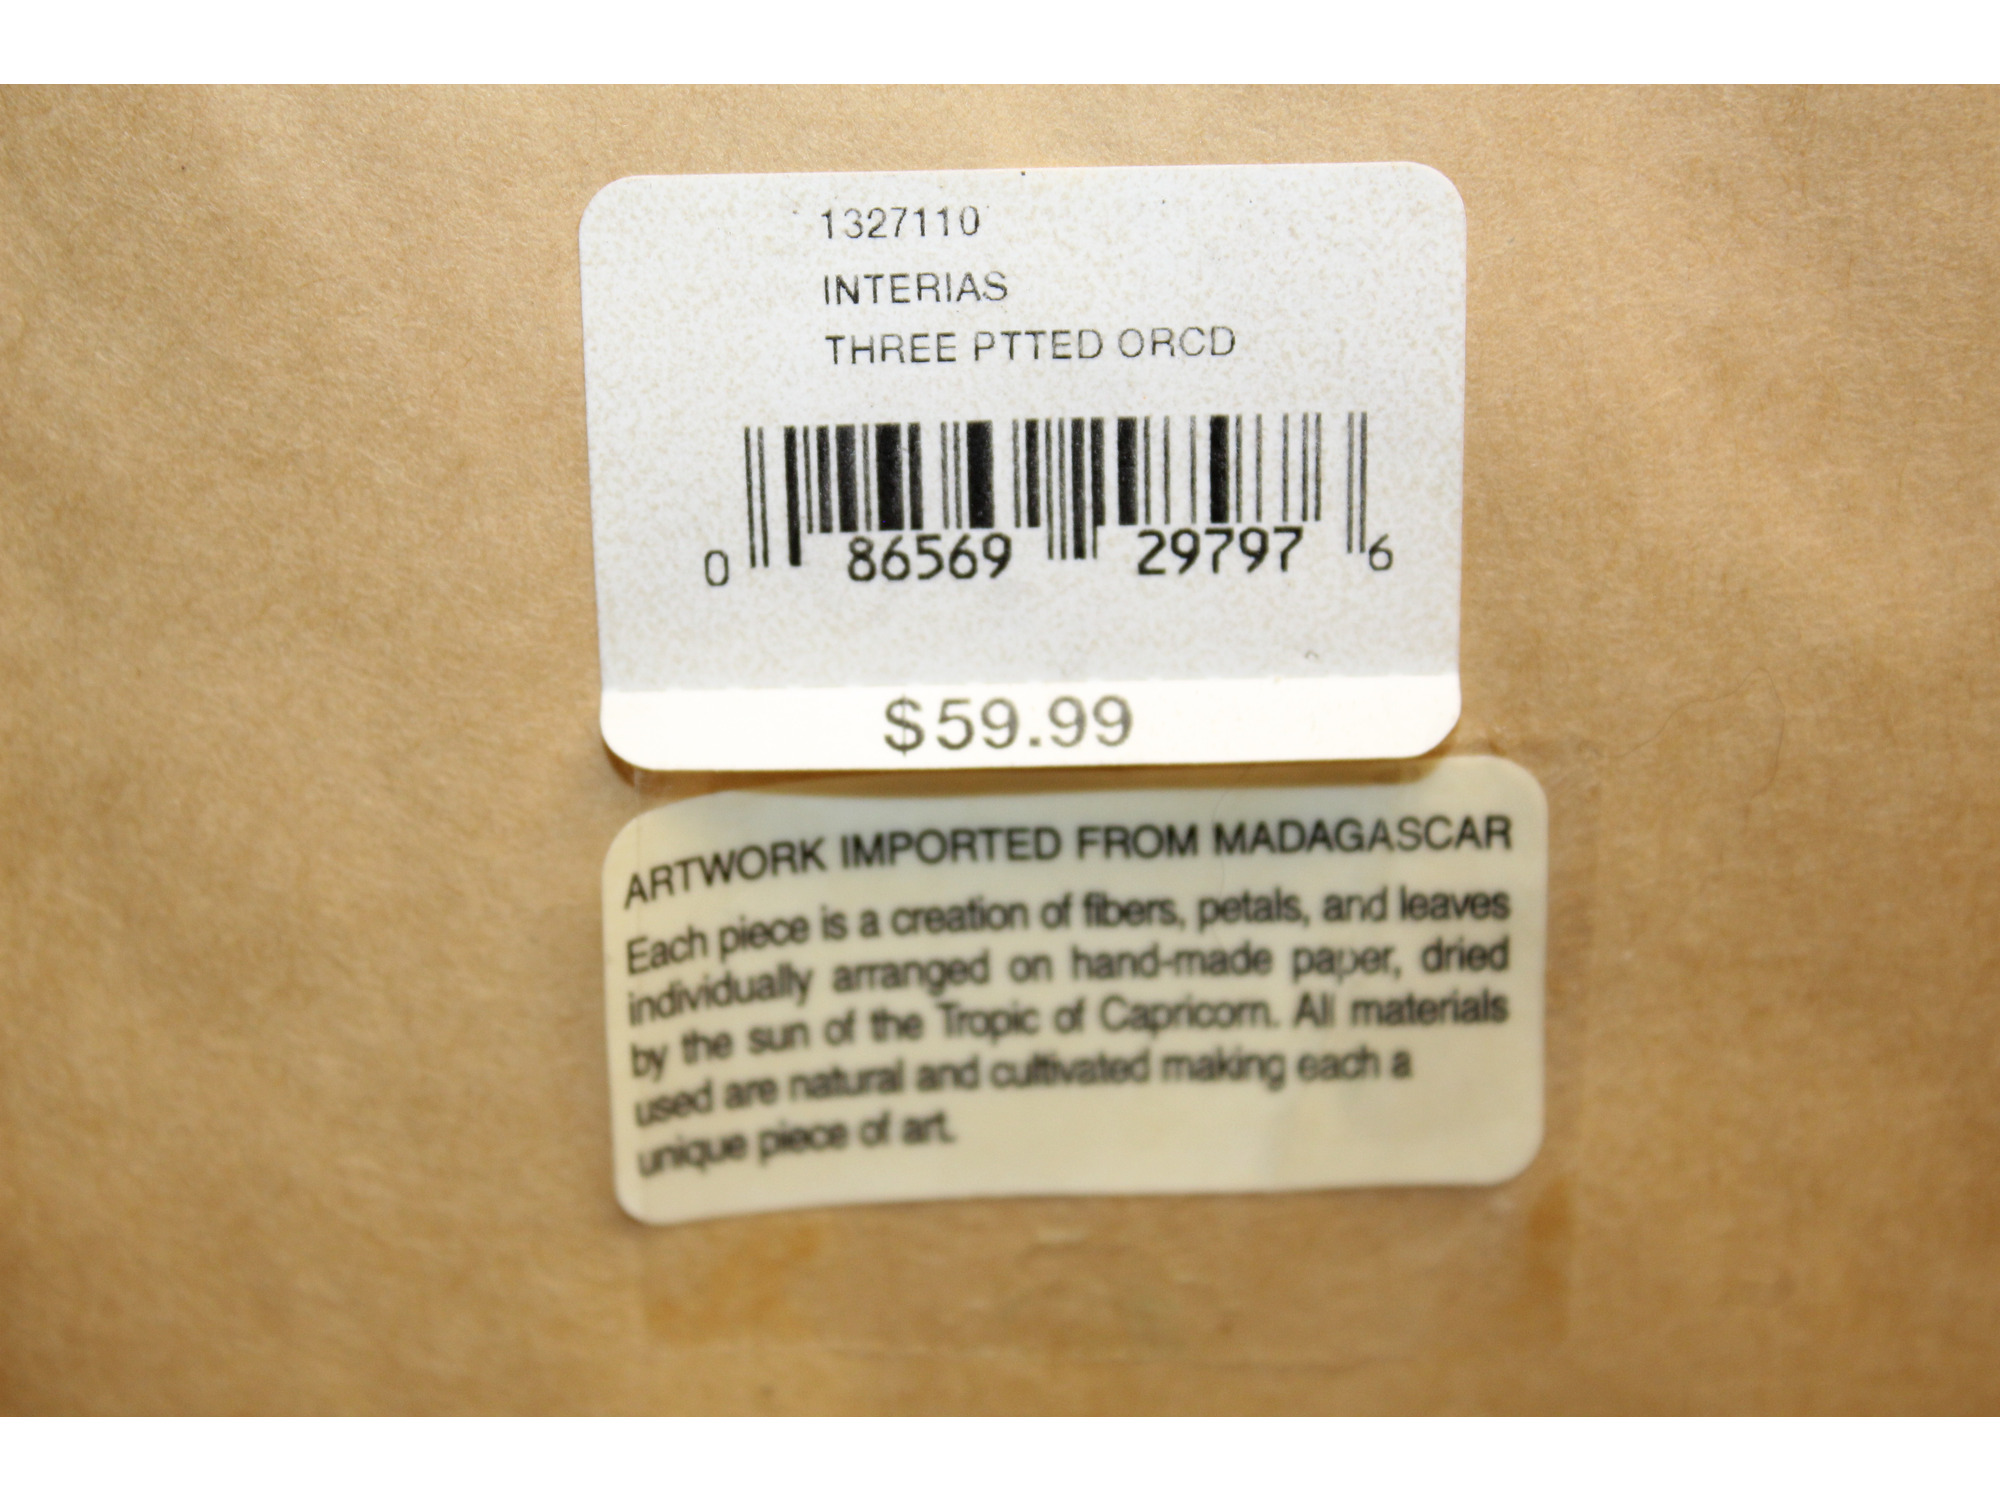 1327110
INTERIAS
THREE PTTED ORCD
0 86569 29797 6
$59.99
ARTWORK IMPORTED FROM MADAGASCAR
Each piece is a creation of fibers, petals, and leaves
individually arranged on hand-made paper, dried
by the sun of the Tropic of Capricorn. All materials
used are natural and cultivated making each a
unique piece of art.